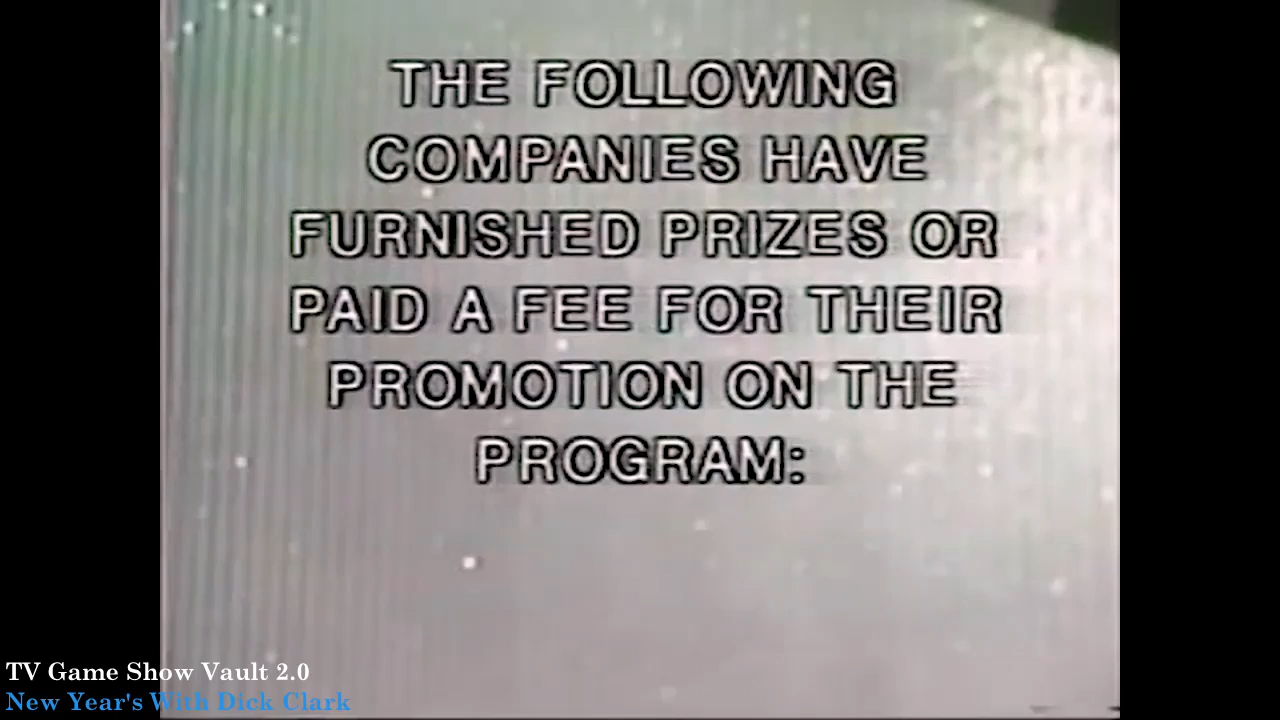 THE FOLLOWING
COMPANIES HAVE
FURNISHED PRIZES OR
PAID A FEE FOR THEIR
PROMOTION ON THE
PROGRAM:
TV Game Show Vault 2.0
New Year's With Dick Clark